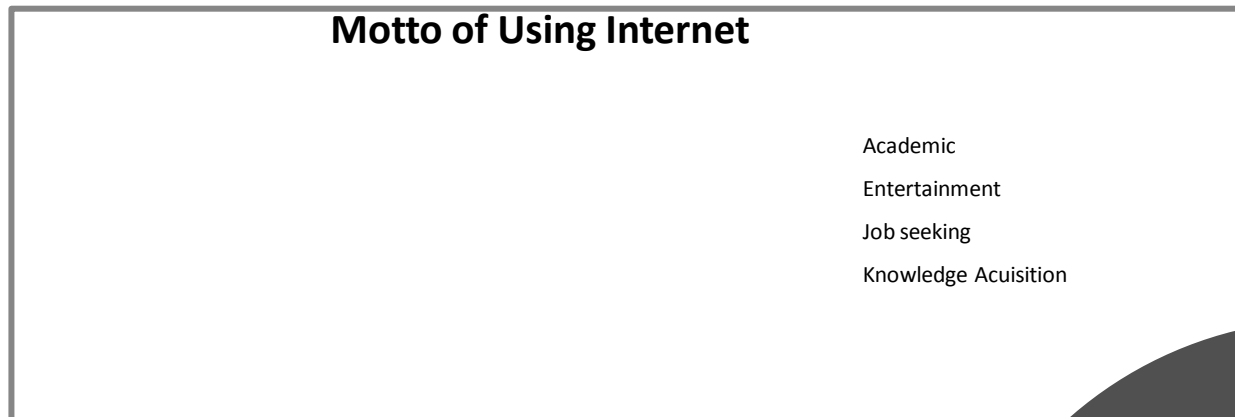 Motto of Using Internet
Academic
Entertainment
Job seeking
Knowledge Acuisition